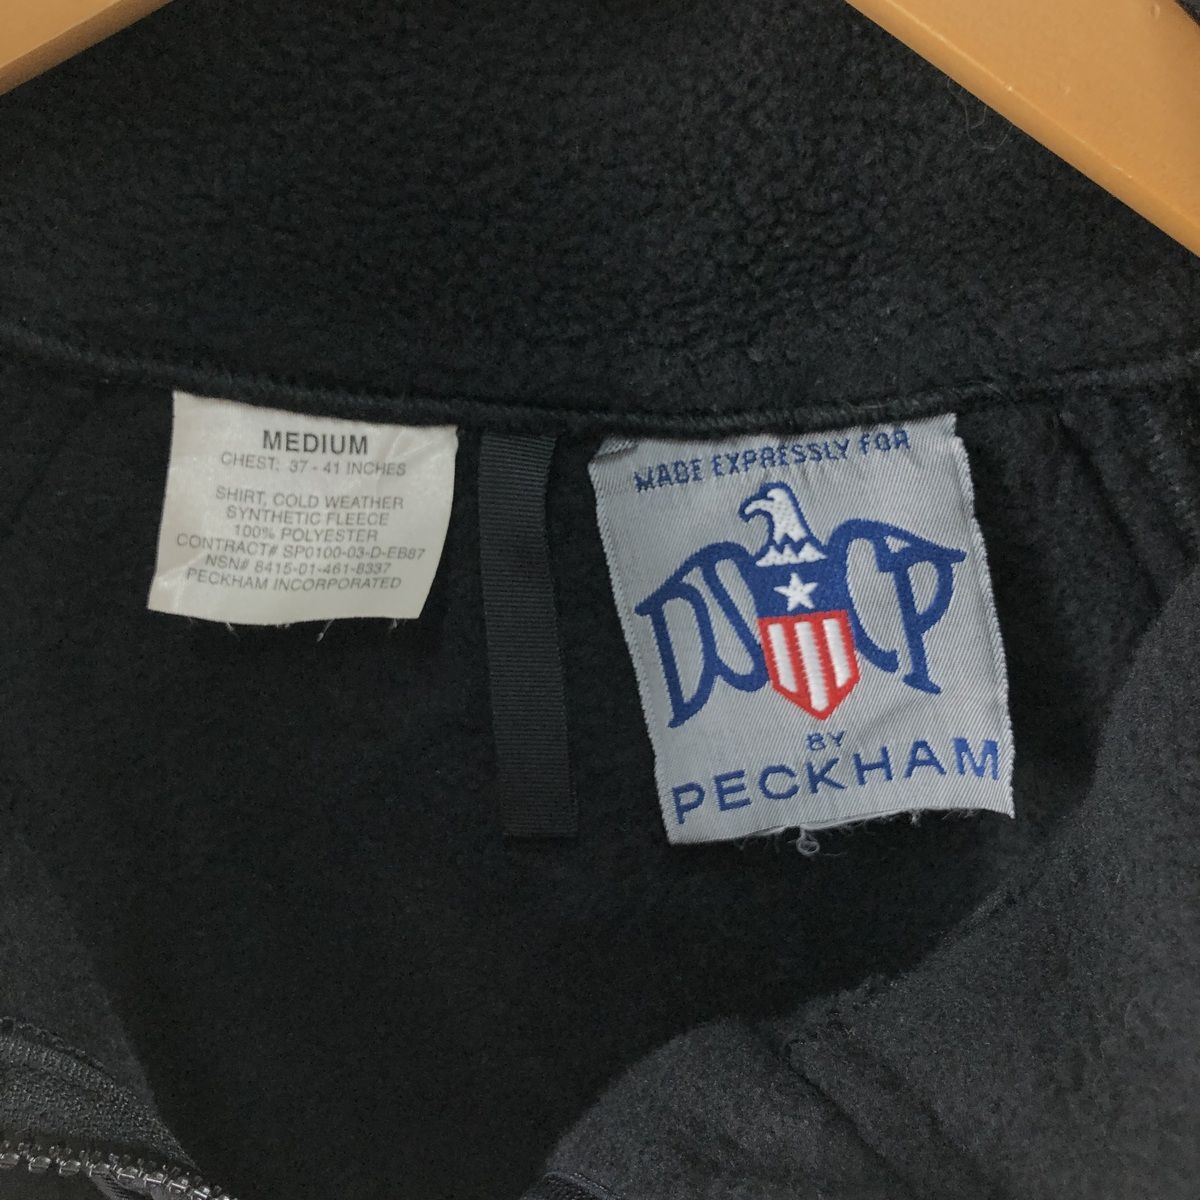 MEDIUM
CHEST: 37 - 41 INCHES
SHIRT, COLD WEATHER
SYNTHETIC FLEECE
100% POLYESTER
CONTRACT# SP0100-03-D-EB87
NSN# 8415-01-461-8337
PECKHAM INCORPORATED
MADE EXPRESSLY FOR
DSCP
BY
PECKHAM